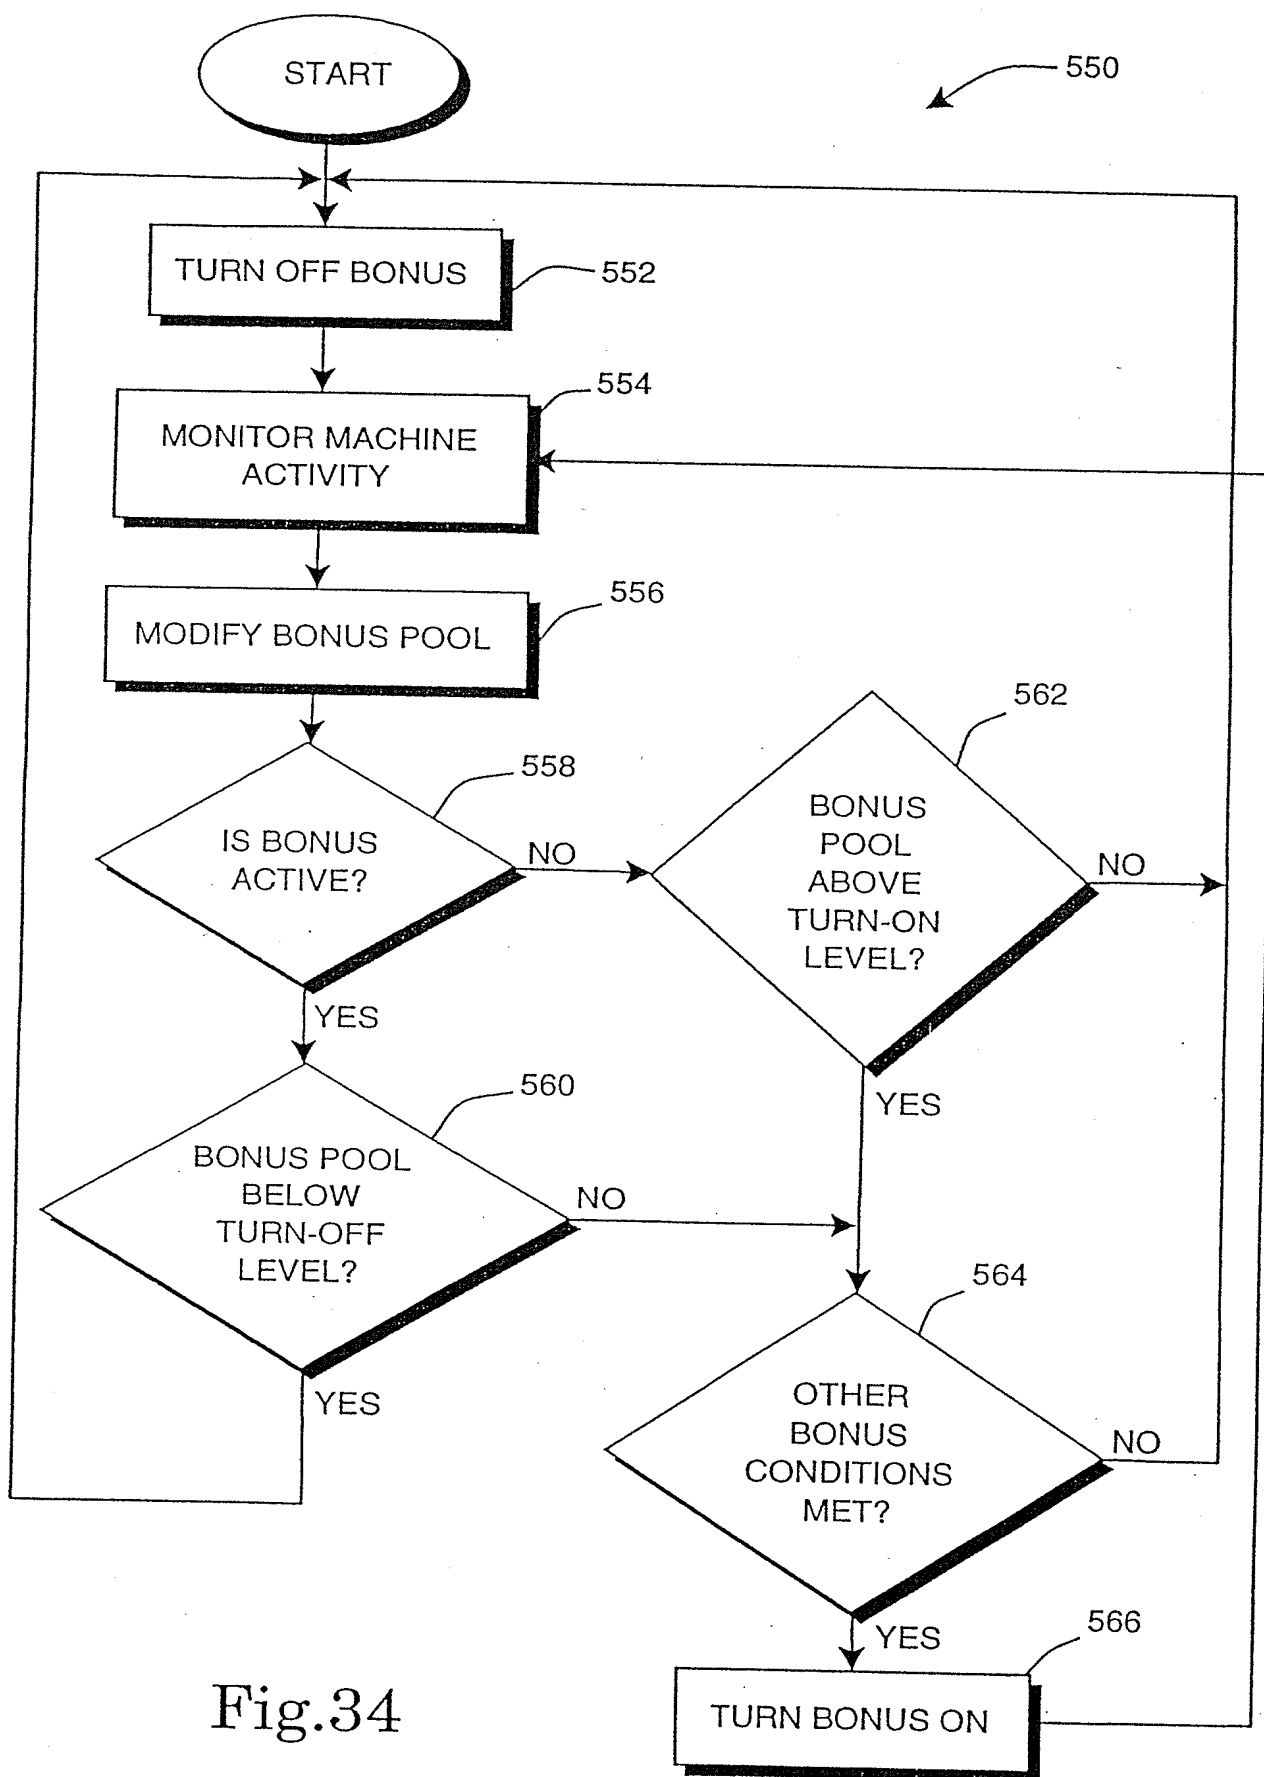 START
550
TURN OFF BONUS
552
554
MONITOR MACHINE
ACTIVITY
556
MODIFY BONUS POOL
562
558
IS BONUS
ACTIVE?
NO
BONUS
POOL
ABOVE
TURN-ON
LEVEL?
NO
YES
560
YES
BONUS POOL
BELOW
TURN-OFF
LEVEL?
NO
564
YES
OTHER
BONUS
CONDITIONS
MET?
NO
YES
566
TURN BONUS ON
Fig.34